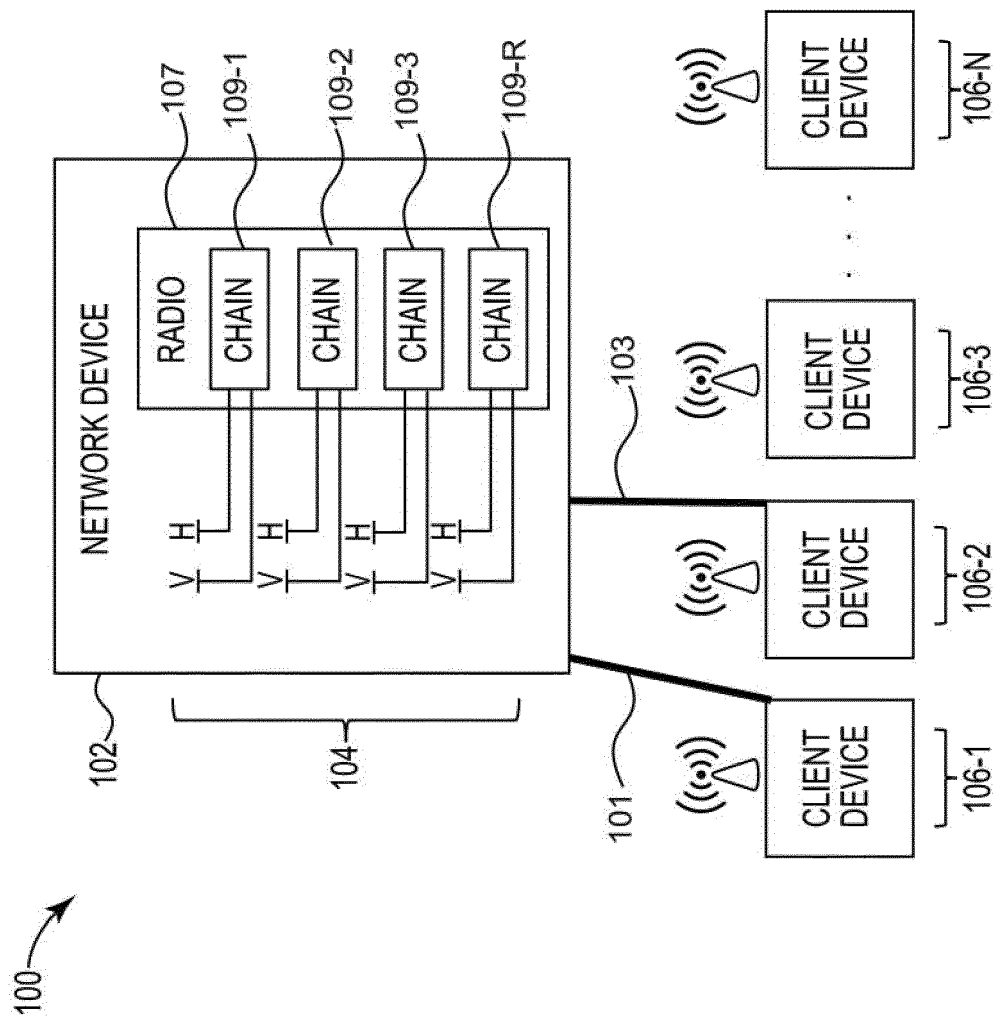 100
102
NETWORK DEVICE
104
V H
V H
V H
V H
RADIO
107
CHAIN
109-1
CHAIN
109-2
CHAIN
109-3
CHAIN
109-R
101
103
CLIENT
DEVICE
106-1
CLIENT
DEVICE
106-2
CLIENT
DEVICE
106-3
. . .
CLIENT
DEVICE
106-N